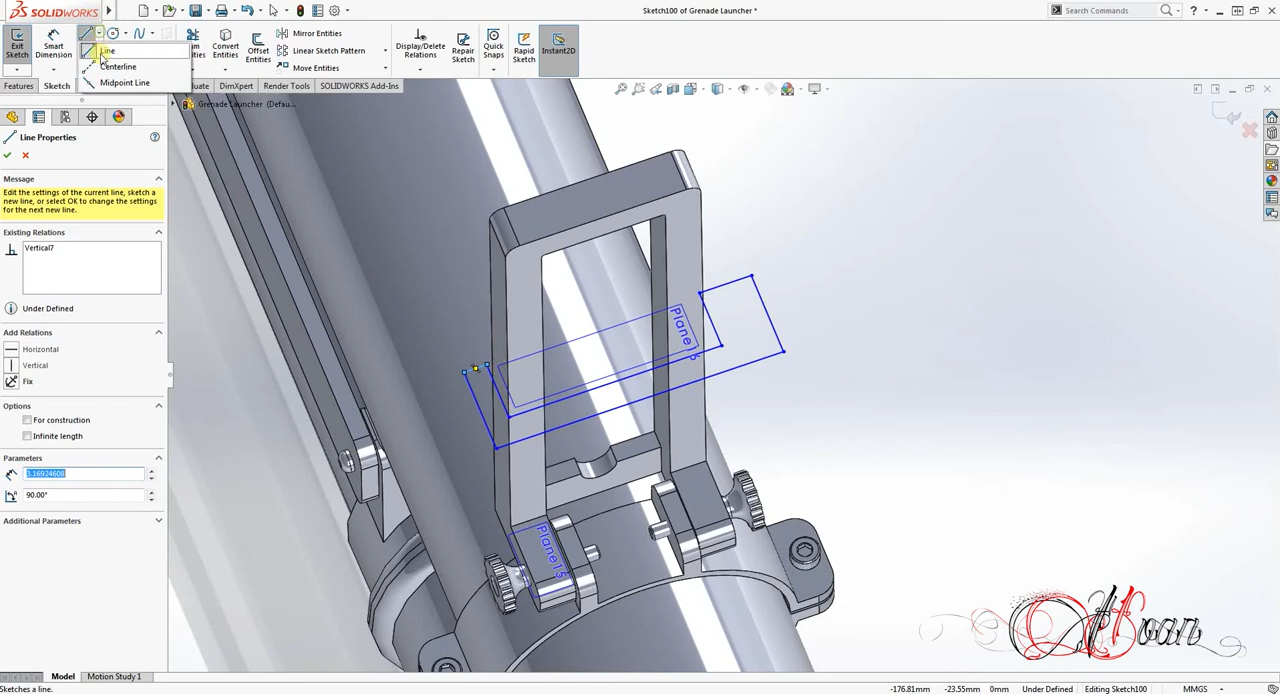 SOLIDWORKS
Sketch100 of Grenade Launcher *
Search Commands
?
Exit Sketch
Smart Dimension
Convert Entities
Offset Entities
Mirror Entities
Linear Sketch Pattern
Move Entities
Display/Delete Relations
Repair Sketch
Quick Snaps
Rapid Sketch
Instant2D
Line
Centerline
Midpoint Line
Features
Sketch
DimXpert
Render Tools
SOLIDWORKS Add-Ins
Grenade Launcher (Defau...
Line Properties
Message
Edit the settings of the current line, sketch a
new line, or select OK to change the settings
for the next new line.
Existing Relations
Vertical7
Under Defined
Add Relations
Horizontal
Vertical
Fix
Options
For construction
Infinite length
Parameters
3.16924608
90.00°
Additional Parameters
Plane15
Model
Motion Study 1
Sketches a line.
-176.81mm
-23.55mm
0mm
Under Defined
Editing Sketch100
MMGS